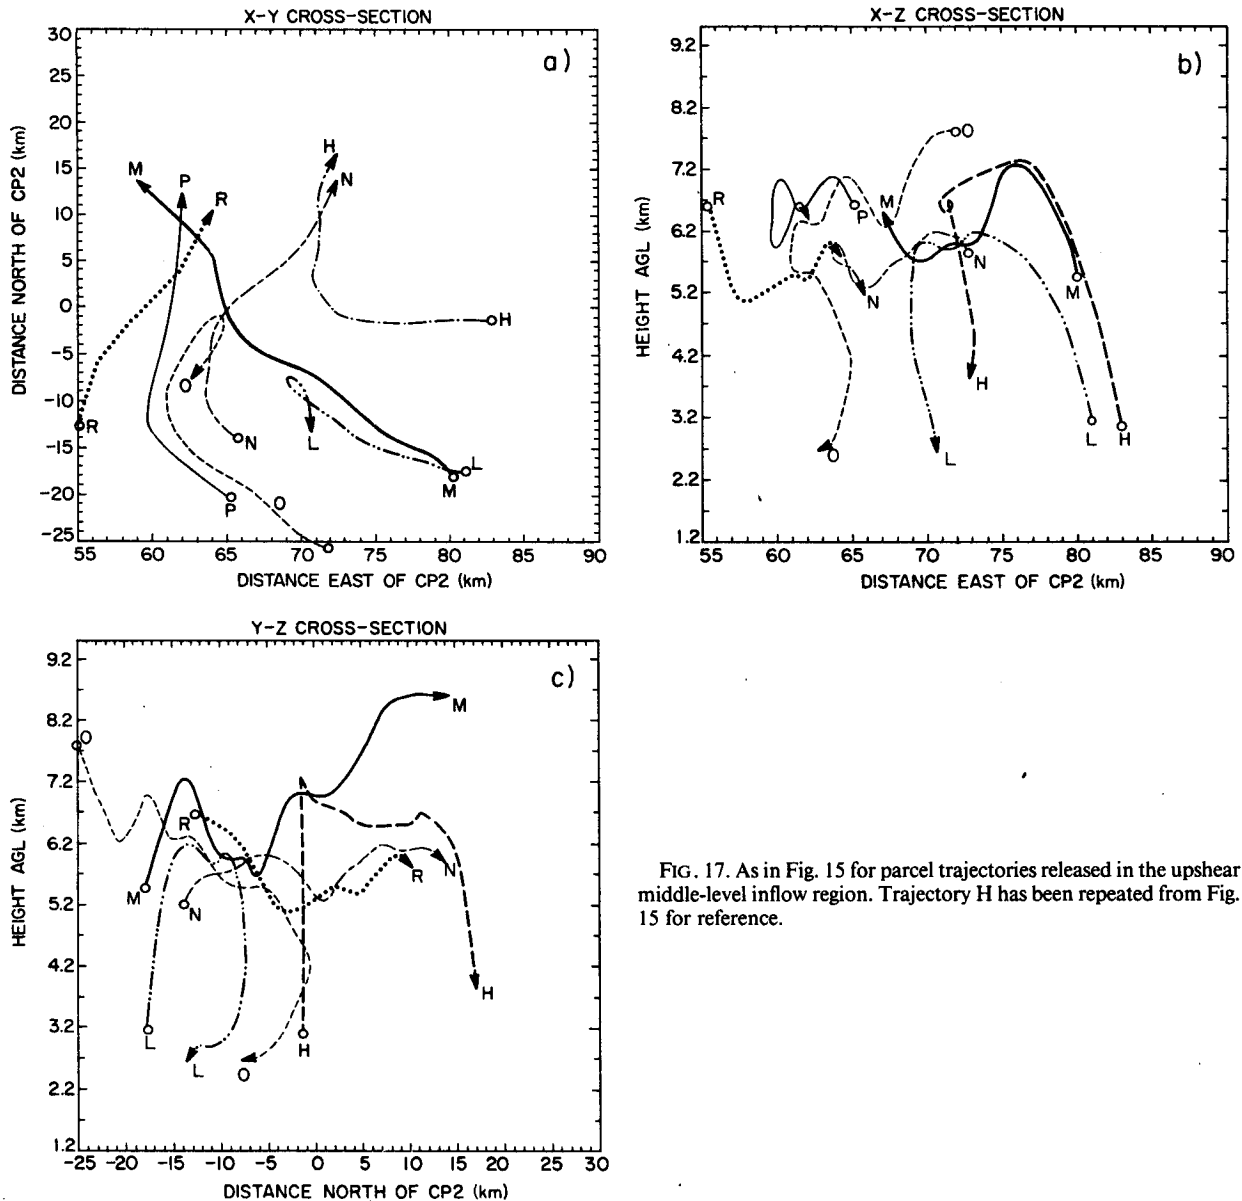 X-Y CROSS-SECTION
a)
30
25
20
15
10
5
0
-5
-10
-15
-20
-25
DISTANCE NORTH OF CP2 (km)
M
P
R
H
N
H
O
R
L
N
L
M
O
P
55 60 65 70 75 80 85 90
DISTANCE EAST OF CP2 (km)
X-Z CROSS-SECTION
b)
9.2
8.2
7.2
6.2
5.2
4.2
3.2
2.2
1.2
HEIGHT AGL (km)
O
R
P
M
N
M
N
H
L
H
O
L
55 60 65 70 75 80 85 90
DISTANCE EAST OF CP2 (km)
Y-Z CROSS-SECTION
c)
9.2
8.2
7.2
6.2
5.2
4.2
3.2
2.2
1.2
HEIGHT AGL (km)
O
M
R
M
N
R
N
L
H
H
L
O
-25 -20 -15 -10 -5 0 5 10 15 20 25 30
DISTANCE NORTH OF CP2 (km)
FIG. 17. As in Fig. 15 for parcel trajectories released in the upshear
middle-level inflow region. Trajectory H has been repeated from Fig.
15 for reference.